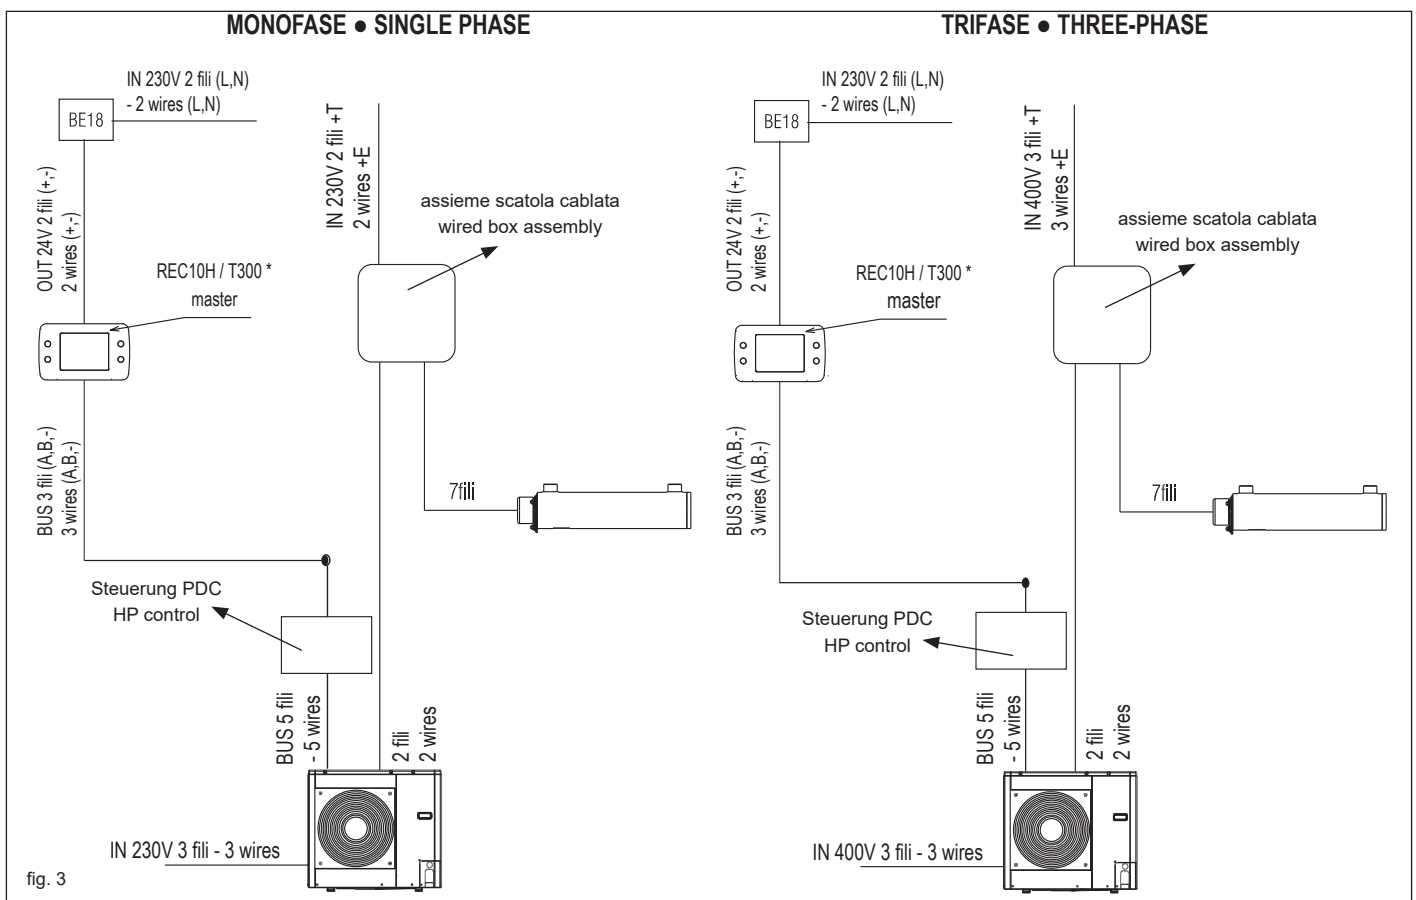 MONOFASE ● SINGLE PHASE
IN 230V 2 fili (L,N)
- 2 wires (L,N)
BE18
OUT 24V 2 fili (+,-)
2 wires (+,-)
IN 230V 2 fili +T
2 wires +E
assieme scatola cablata
wired box assembly
REC10H / T300 *
master
BUS 3 fili (A,B,-)
3 wires (A,B,-)
7fili
Steuerung PDC
HP control
BUS 5 fili
- 5 wires
2 fili
2 wires
IN 230V 3 fili - 3 wires
fig. 3
TRIFASE ● THREE-PHASE
IN 230V 2 fili (L,N)
- 2 wires (L,N)
BE18
OUT 24V 2 fili (+,-)
2 wires (+,-)
IN 400V 3 fili +T
3 wires +E
assieme scatola cablata
wired box assembly
REC10H / T300 *
master
BUS 3 fili (A,B,-)
3 wires (A,B,-)
7fili
Steuerung PDC
HP control
BUS 5 fili
- 5 wires
2 fili
2 wires
IN 400V 3 fili - 3 wires